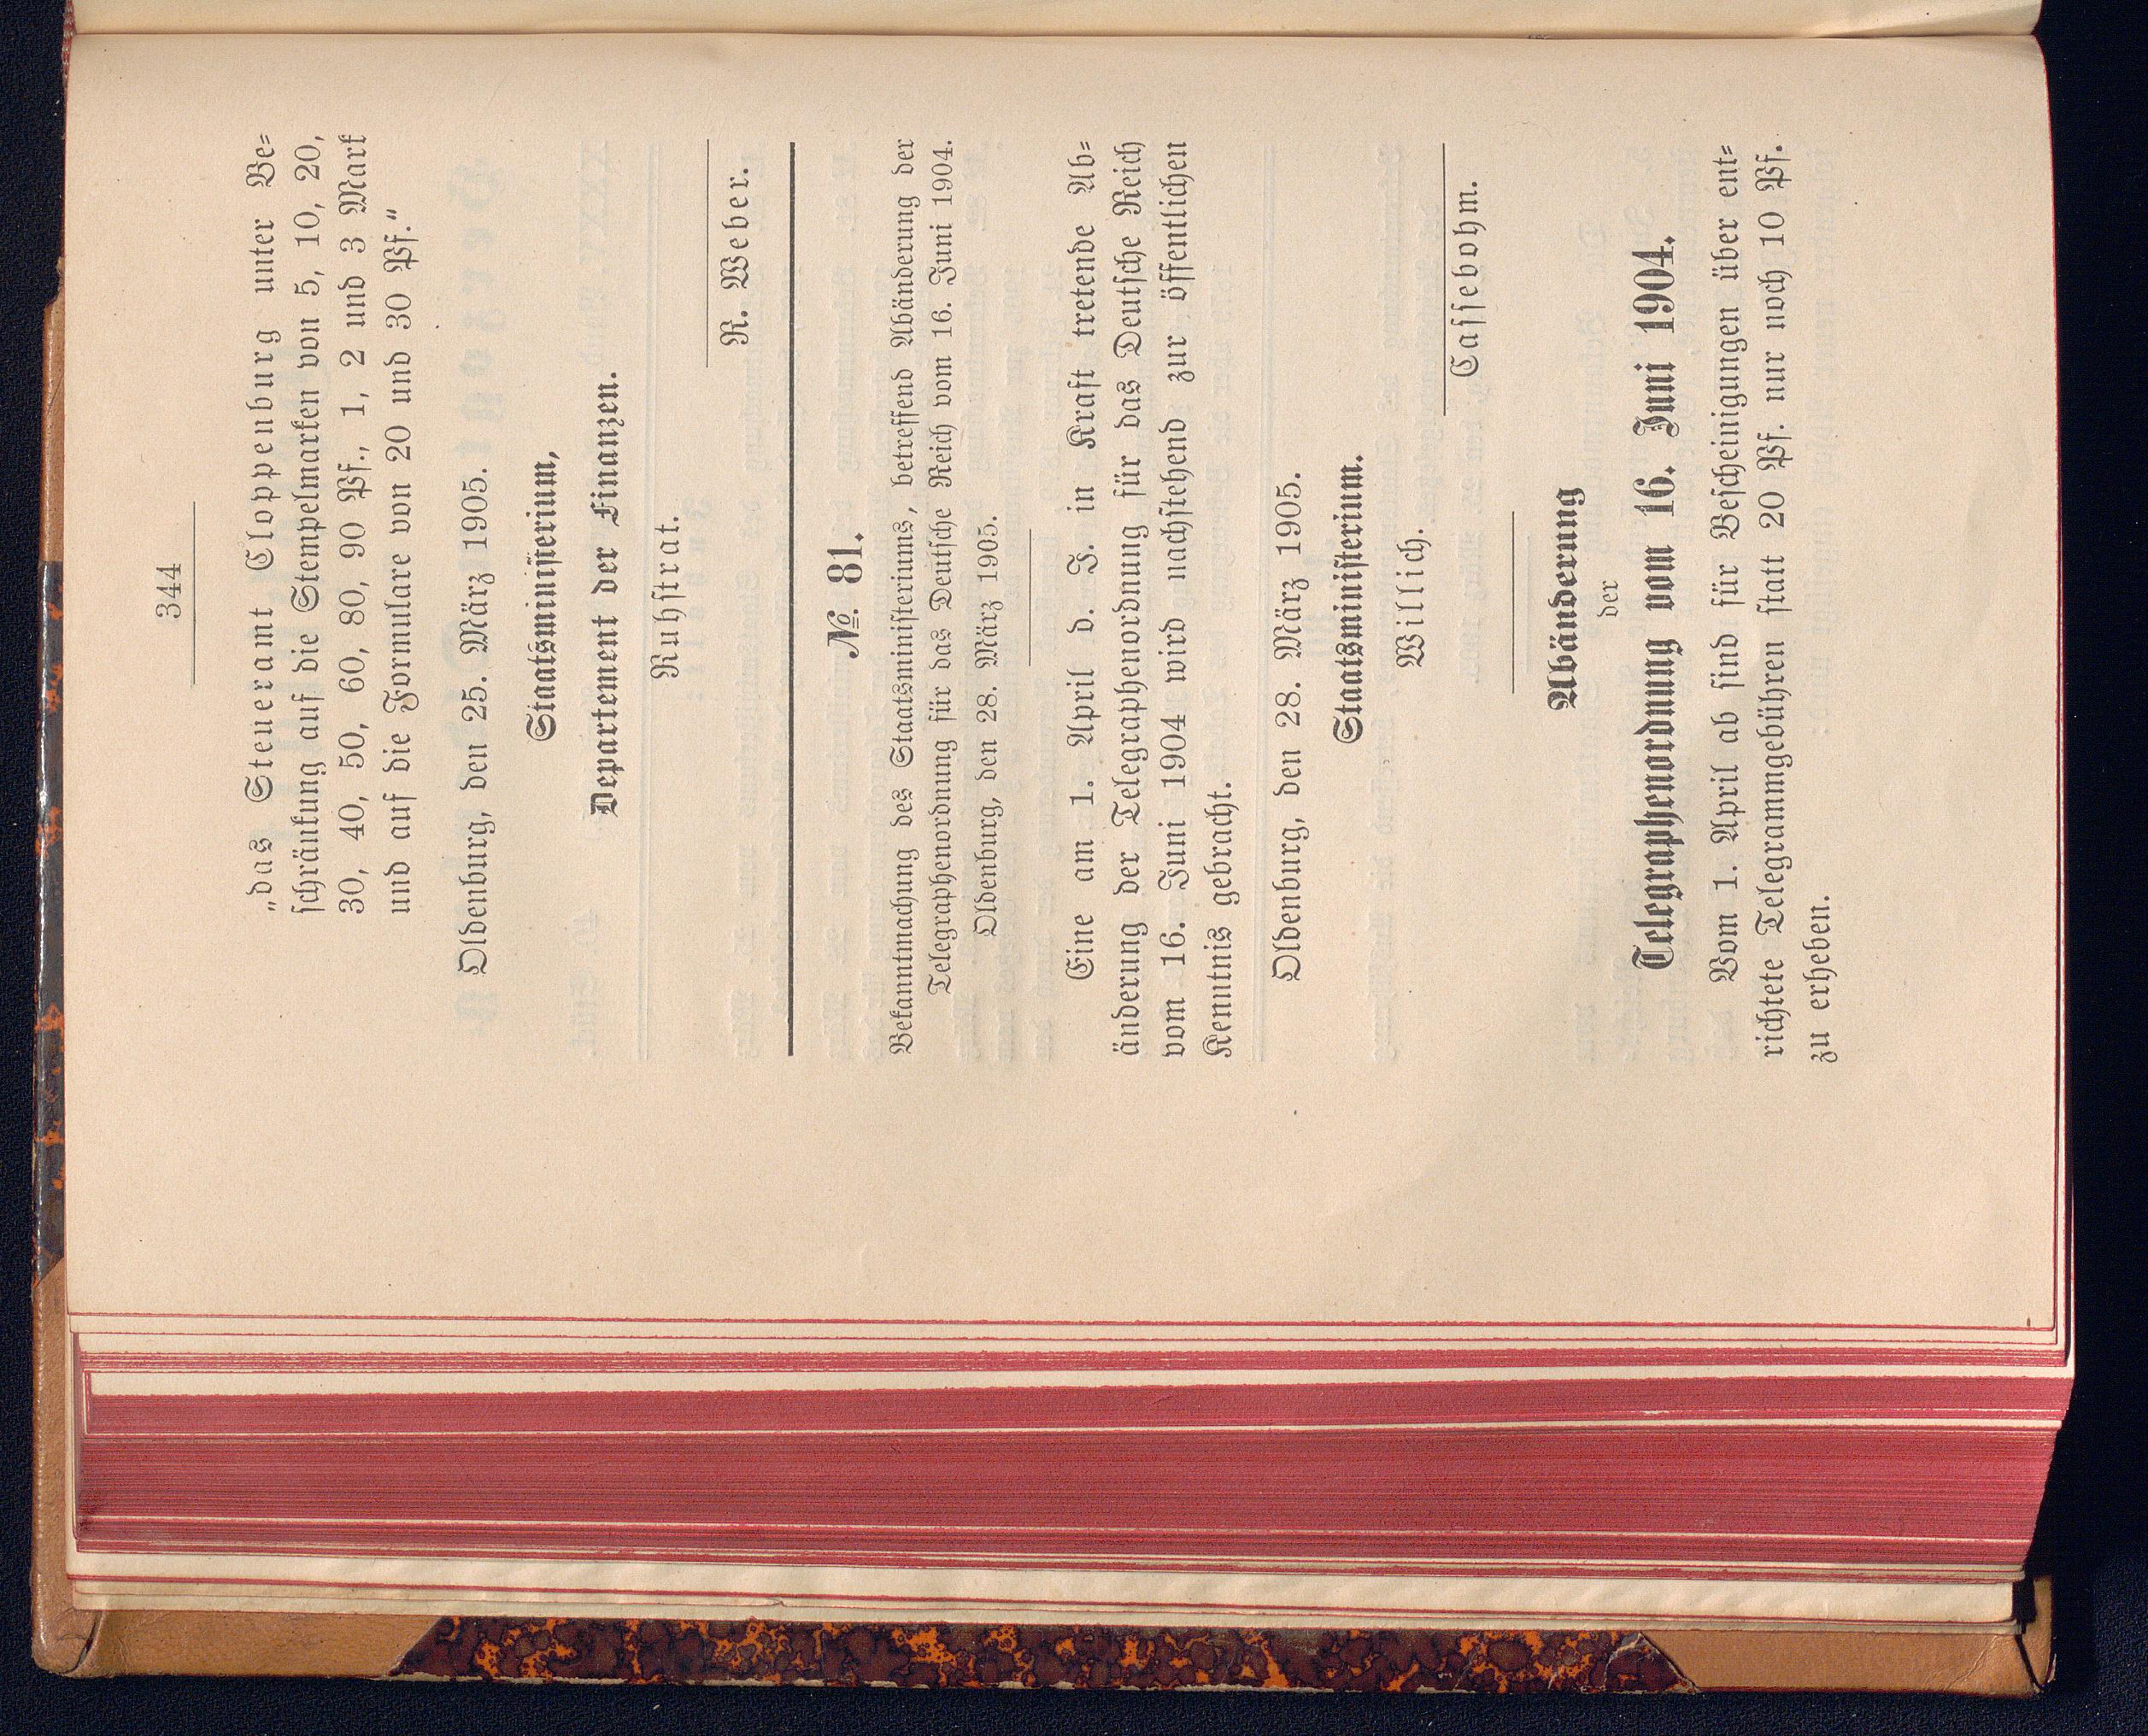 344
„das Steueramt Cloppenburg unter Be=
schränkung auf die Stempelmarken von 5, 10, 20,
30, 40, 50, 60, 80, 90 Pf., 1, 2 und 3 Mark
und auf die Formulare von 20 und 30 Pf."
Oldenburg, den 25. März 1905.
Staatsministerium,
Departement der Finanzen.
Ruhstrat.
R. Weber.
№ 81.
Bekanntmachung des Staatsministeriums, betreffend Abänderung der
Telegraphenordnung für das Deutsche Reich vom 16. Juni 1904.
Oldenburg, den 28. März 1905.
Eine am 1. April d. J. in Kraft tretende Ab=
änderung der Telegraphenordnung für das Deutsche Reich
vom 16. Juni 1904 wird nachstehend zur öffentlichen
Kenntnis gebracht.
Oldenburg, den 28. März 1905.
Staatsministerium.
Willich.
Cassebohm.
Abänderung
der
Telegraphenordnung vom 16. Juni 1904.
Vom 1. April ab sind für Bescheinigungen über ent=
richtete Telegrammgebühren statt 20 Pf. nur noch 10 Pf.
zu erheben.